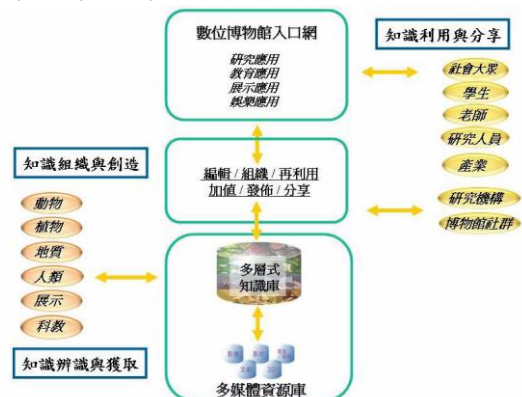 數位博物館入口網
研究應用
教育應用
展示應用
娛樂應用
知識利用與分享
社會大眾
學生
老師
研究人員
產業
研究機構
博物館社群
編輯 / 組織 / 再利用
加值 / 發佈 / 分享
知識組織與創造
動物
植物
地質
人類
展示
科教
知識辨識與獲取
多層式
知識庫
多媒體資源庫